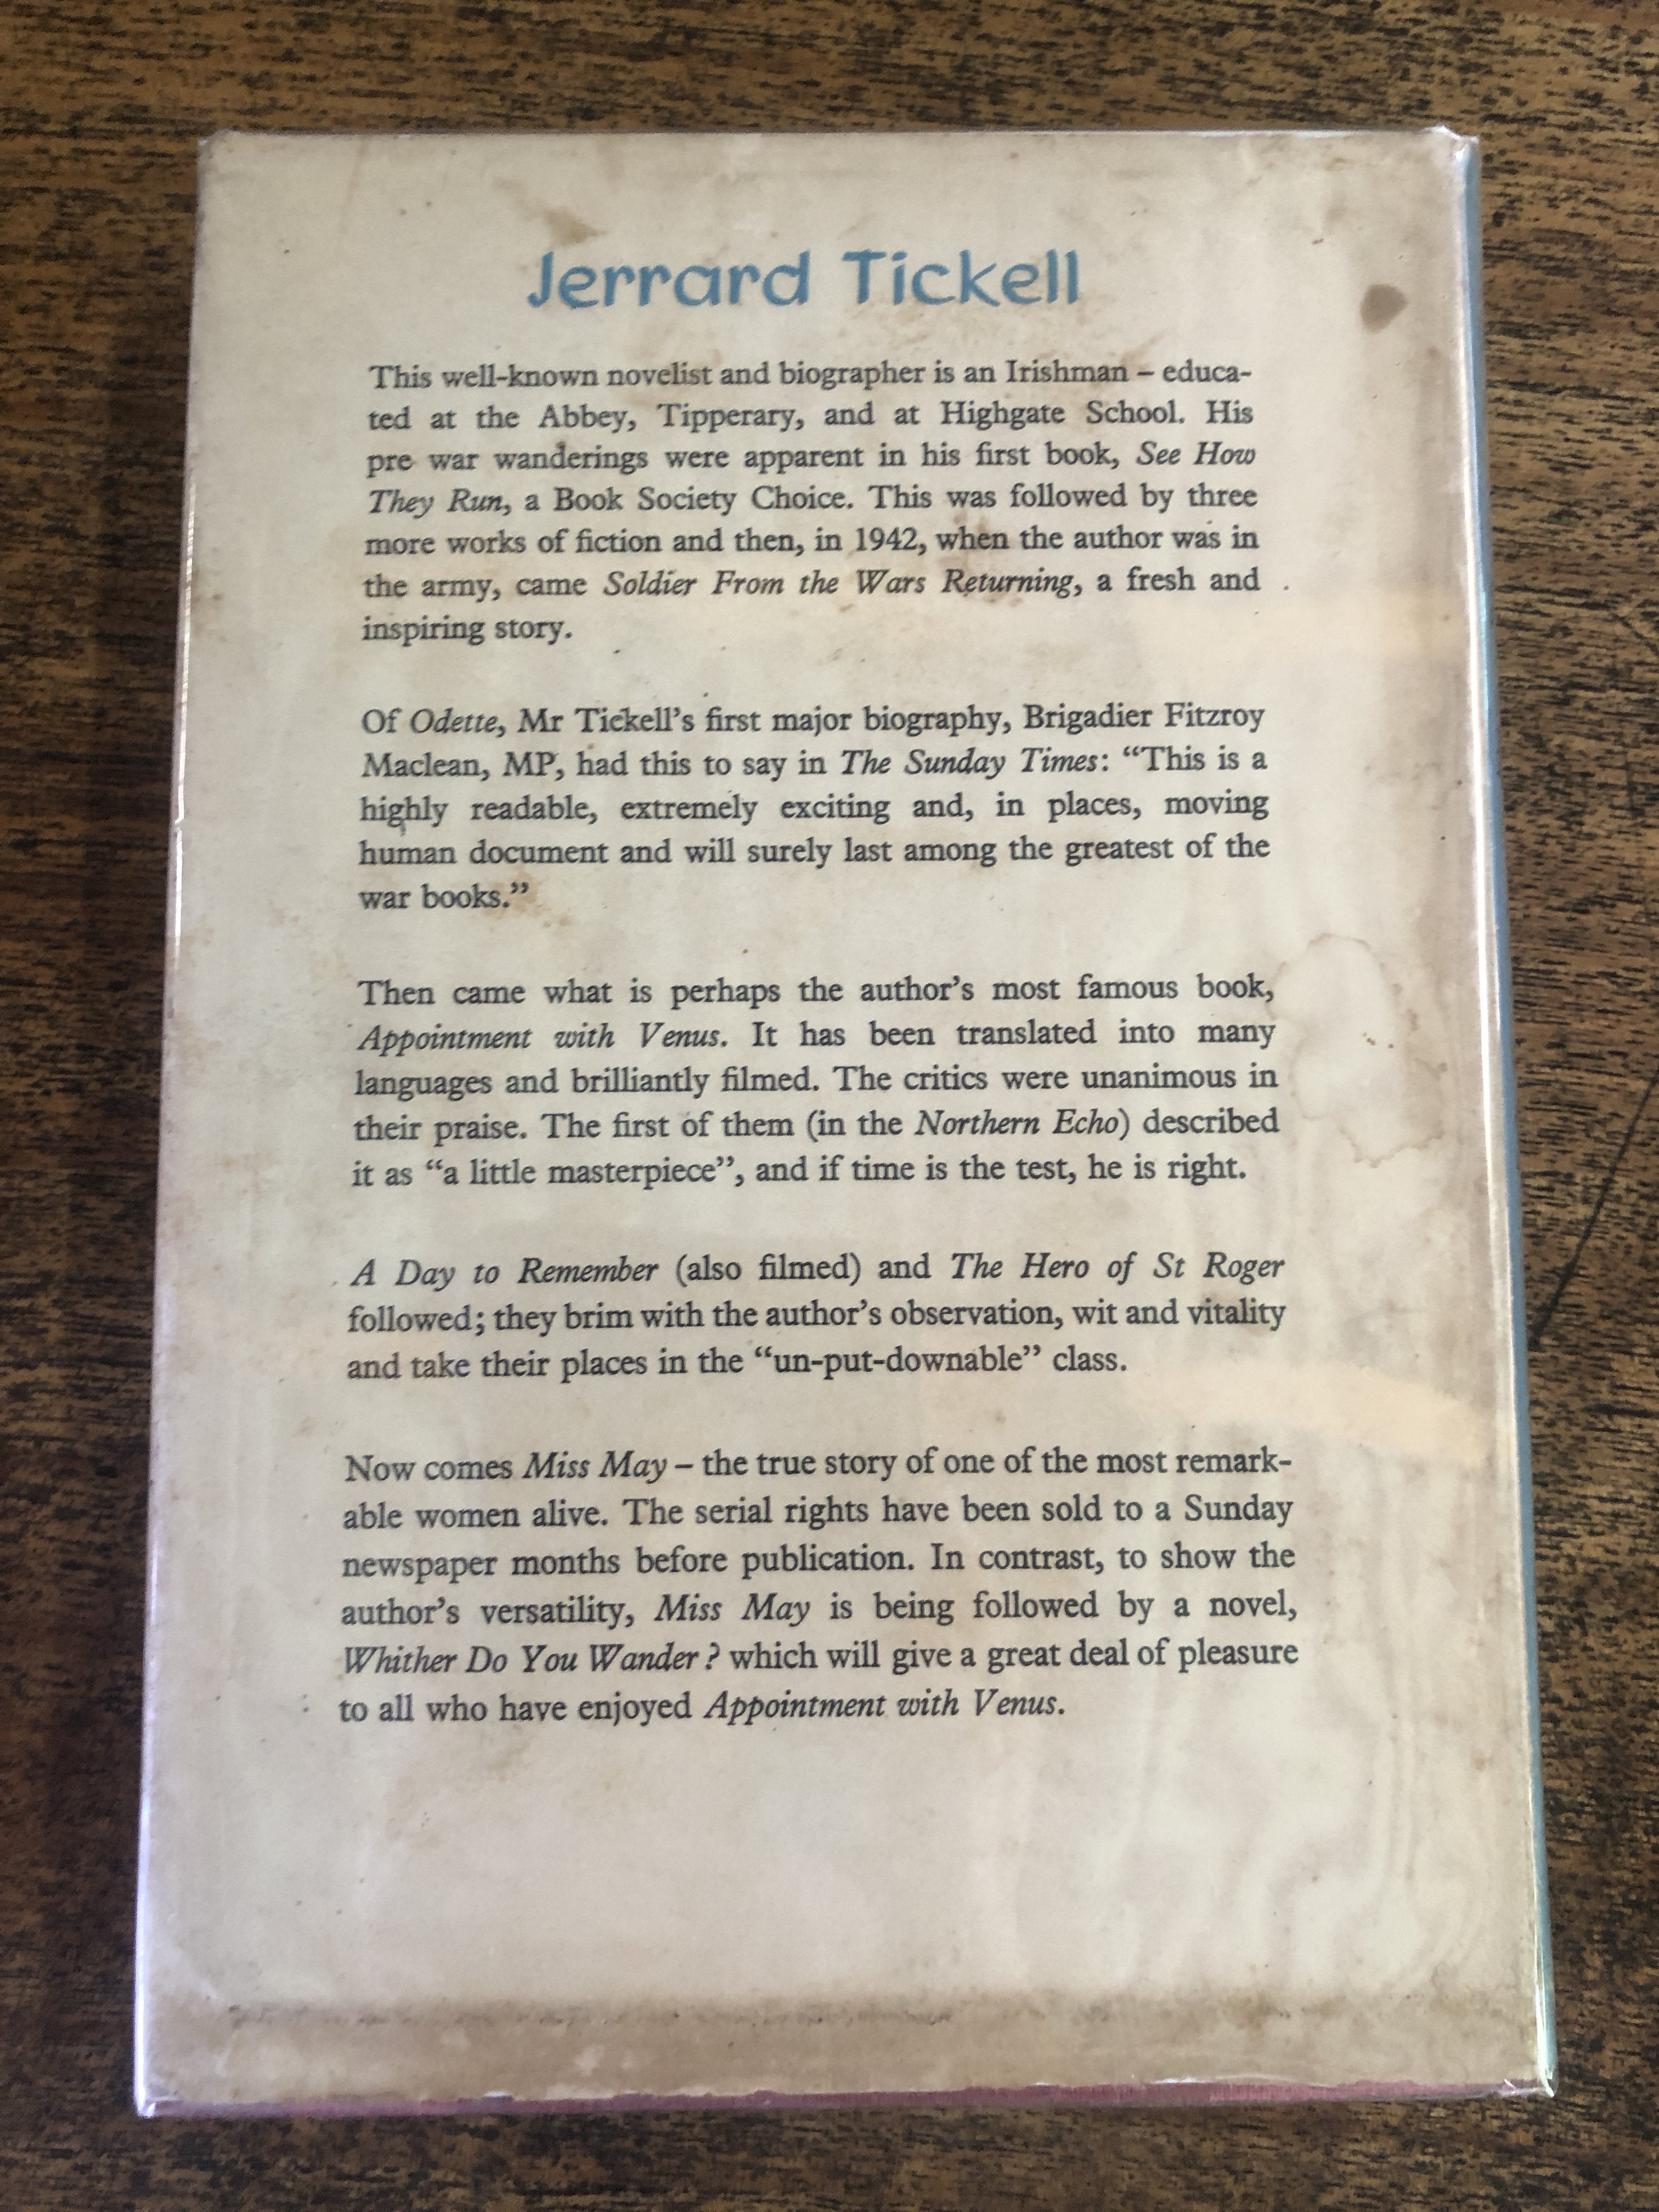 Jerrard Tickell
This well-known novelist and biographer is an Irishman – educa-
ted at the Abbey, Tipperary, and at Highgate School. His
pre war wanderings were apparent in his first book, See How
They Run, a Book Society Choice. This was followed by three
more works of fiction and then, in 1942, when the author was in
the army, came Soldier From the Wars Returning, a fresh and
inspiring story.
Of Odette, Mr Tickell’s first major biography, Brigadier Fitzroy
Maclean, MP, had this to say in The Sunday Times: “This is a
highly readable, extremely exciting and, in places, moving
human document and will surely last among the greatest of the
war books.”
Then came what is perhaps the author’s most famous book,
Appointment with Venus. It has been translated into many
languages and brilliantly filmed. The critics were unanimous in
their praise. The first of them (in the Northern Echo) described
it as “a little masterpiece”, and if time is the test, he is right.
A Day to Remember (also filmed) and The Hero of St Roger
followed; they brim with the author’s observation, wit and vitality
and take their places in the “un-put-downable” class.
Now comes Miss May – the true story of one of the most remark-
able women alive. The serial rights have been sold to a Sunday
newspaper months before publication. In contrast, to show the
author’s versatility, Miss May is being followed by a novel,
Whither Do You Wander? which will give a great deal of pleasure
to all who have enjoyed Appointment with Venus.